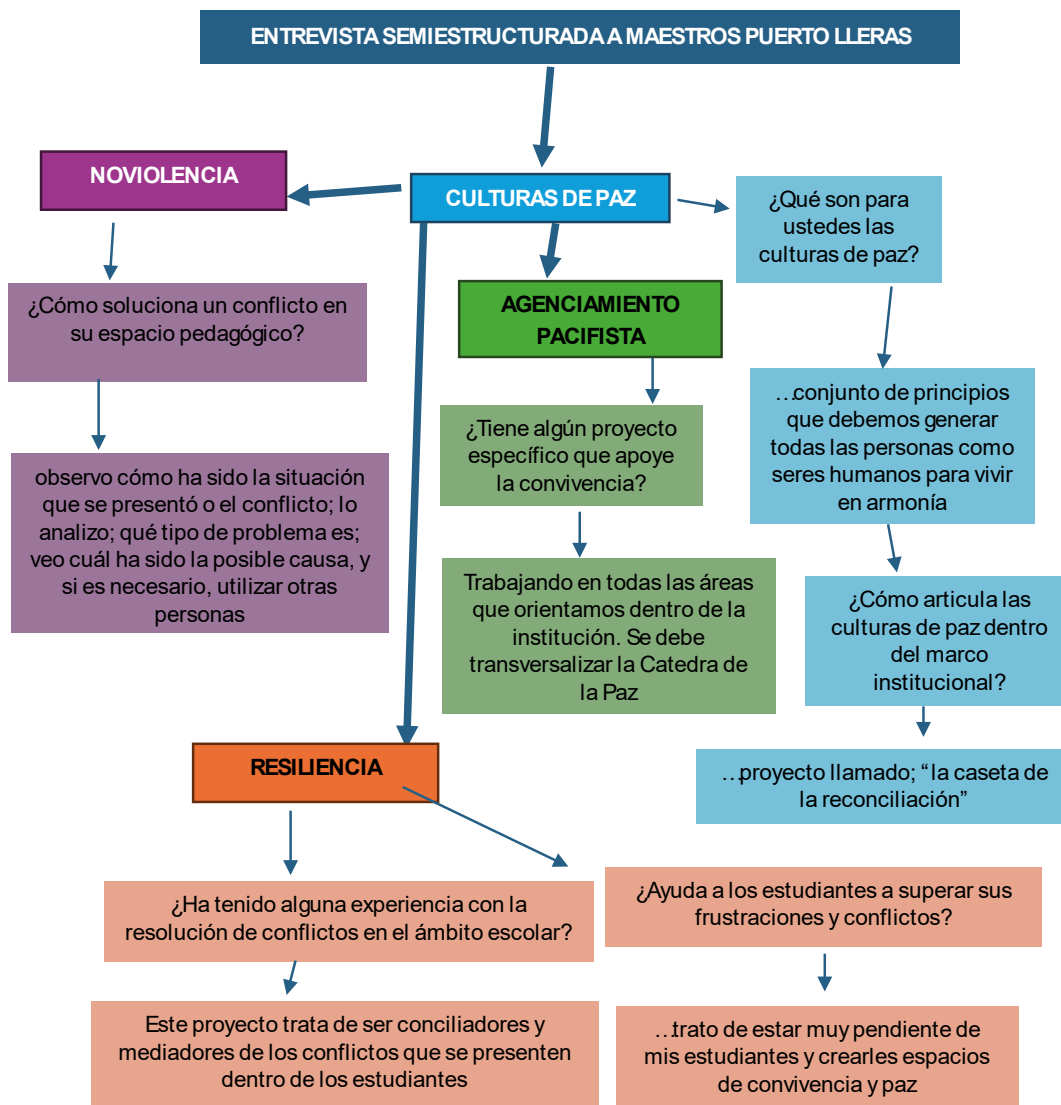 ENTREVISTA SEMIESTRUCTURADA A MAESTROS PUERTO LLERAS
NOVIOLENCIA
CULTURAS DE PAZ
¿Qué son para
ustedes las
culturas de paz?
¿Cómo soluciona un conflicto en
su espacio pedagógico?
AGENCIAMIENTO
PACIFISTA
…conjunto de principios
que debemos generar
todas las personas como
seres humanos para vivir
en armonía
¿Tiene algún proyecto
específico que apoye
la convivencia?
observo cómo ha sido la situación
que se presentó o el conflicto; lo
analizo; qué tipo de problema es;
veo cuál ha sido la posible causa, y
si es necesario, utilizar otras
personas
Trabajando en todas las áreas
que orientamos dentro de la
institución. Se debe
transversalizar la Catedra de
la Paz
¿Cómo articula las
culturas de paz dentro
del marco
institucional?
RESILIENCIA
…proyecto llamado; “la caseta de
la reconciliación”
¿Ha tenido alguna experiencia con la
resolución de conflictos en el ámbito escolar?
¿Ayuda a los estudiantes a superar sus
frustraciones y conflictos?
Este proyecto trata de ser conciliadores y
mediadores de los conflictos que se presenten
dentro de los estudiantes
…trato de estar muy pendiente de
mis estudiantes y crearles espacios
de convivencia y paz